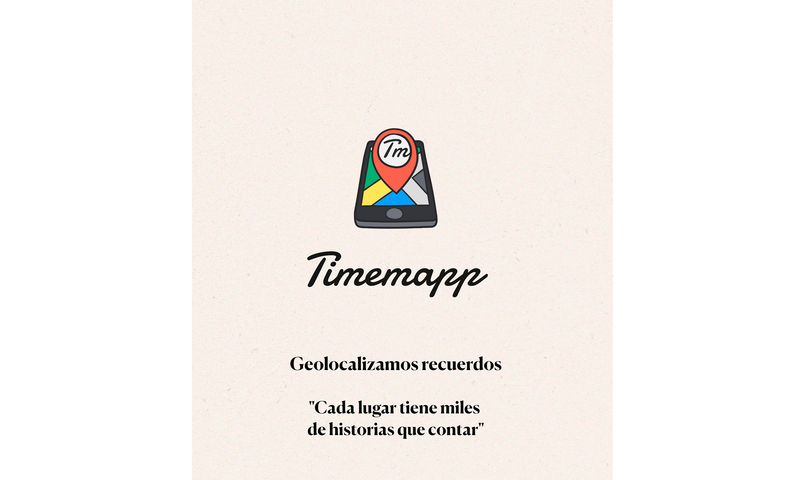 Tm
Timemapp
Geolocalizamos recuerdos
"Cada lugar tiene miles
de historias que contar"